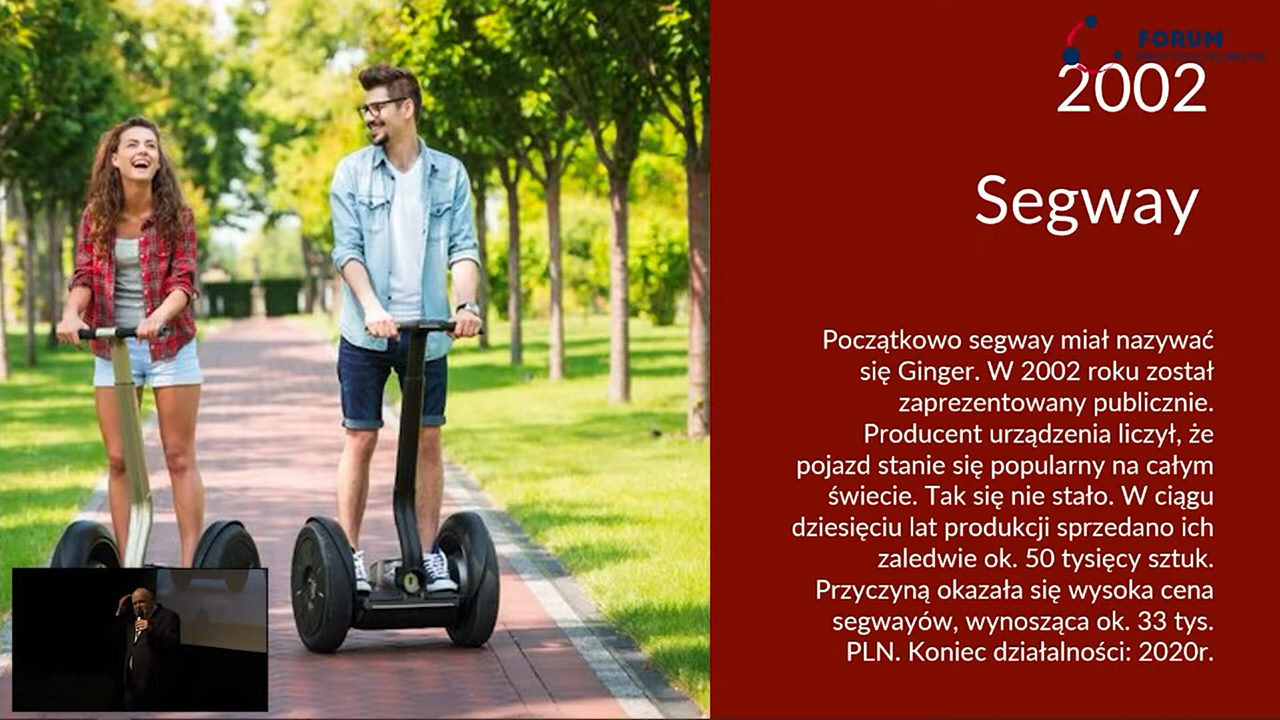 FORUM
2002
Segway
Początkowo segway miał nazywać
się Ginger. W 2002 roku został
zaprezentowany publicznie.
Producent urządzenia liczył, że
pojazd stanie się popularny na całym
świecie. Tak się nie stało. W ciągu
dziesięciu lat produkcji sprzedano ich
zaledwie ok. 50 tysięcy sztuk.
Przyczyną okazała się wysoka cena
segwayów, wynosząca ok. 33 tys.
PLN. Koniec działalności: 2020r.